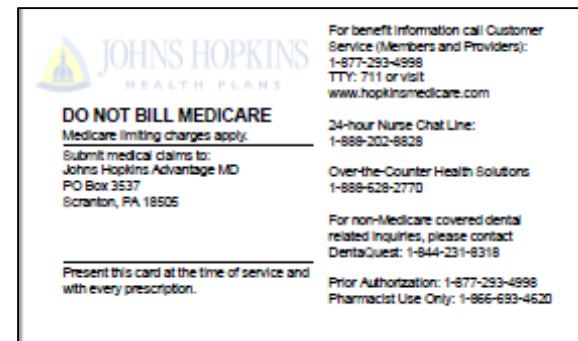 JOHNS HOPKINS
HEALTH PLANS
DO NOT BILL MEDICARE
Medicare limiting charges apply.
Submit medical claims to:
Johns Hopkins Advantage MD
PO Box 3537
Scranton, PA 18505
Present this card at the time of service and
with every prescription.
For benefit information call Customer
Service (Members and Providers):
1-877-293-4998
TTY: 711 or visit
www.hopkinsmedicare.com
24-hour Nurse Chat Line:
1-888-202-8828
Over-the-Counter Health Solutions
1-888-628-2770
For non-Medicare covered dental
related inquiries, please contact
DentaQuest: 1-844-231-8318
Prior Authorization: 1-877-293-4998
Pharmacist Use Only: 1-866-693-4620